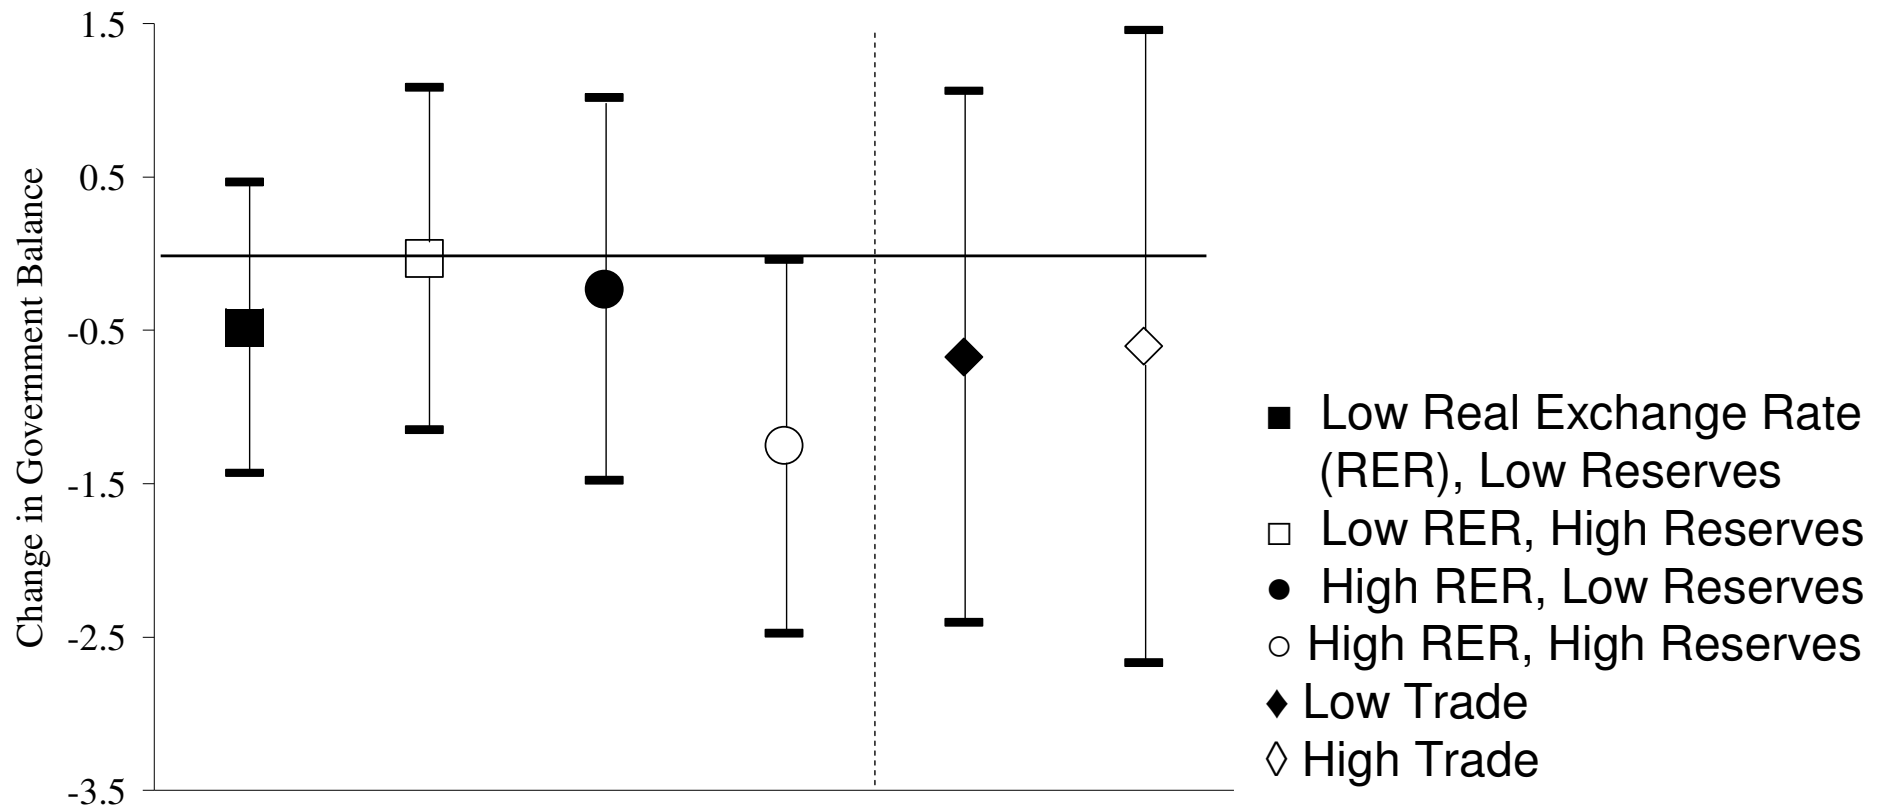 1.5
0.5
-0.5
-1.5
-2.5
-3.5
Change in Government Balance
Low Real Exchange Rate
(RER), Low Reserves
Low RER, High Reserves
High RER, Low Reserves
High RER, High Reserves
Low Trade
High Trade